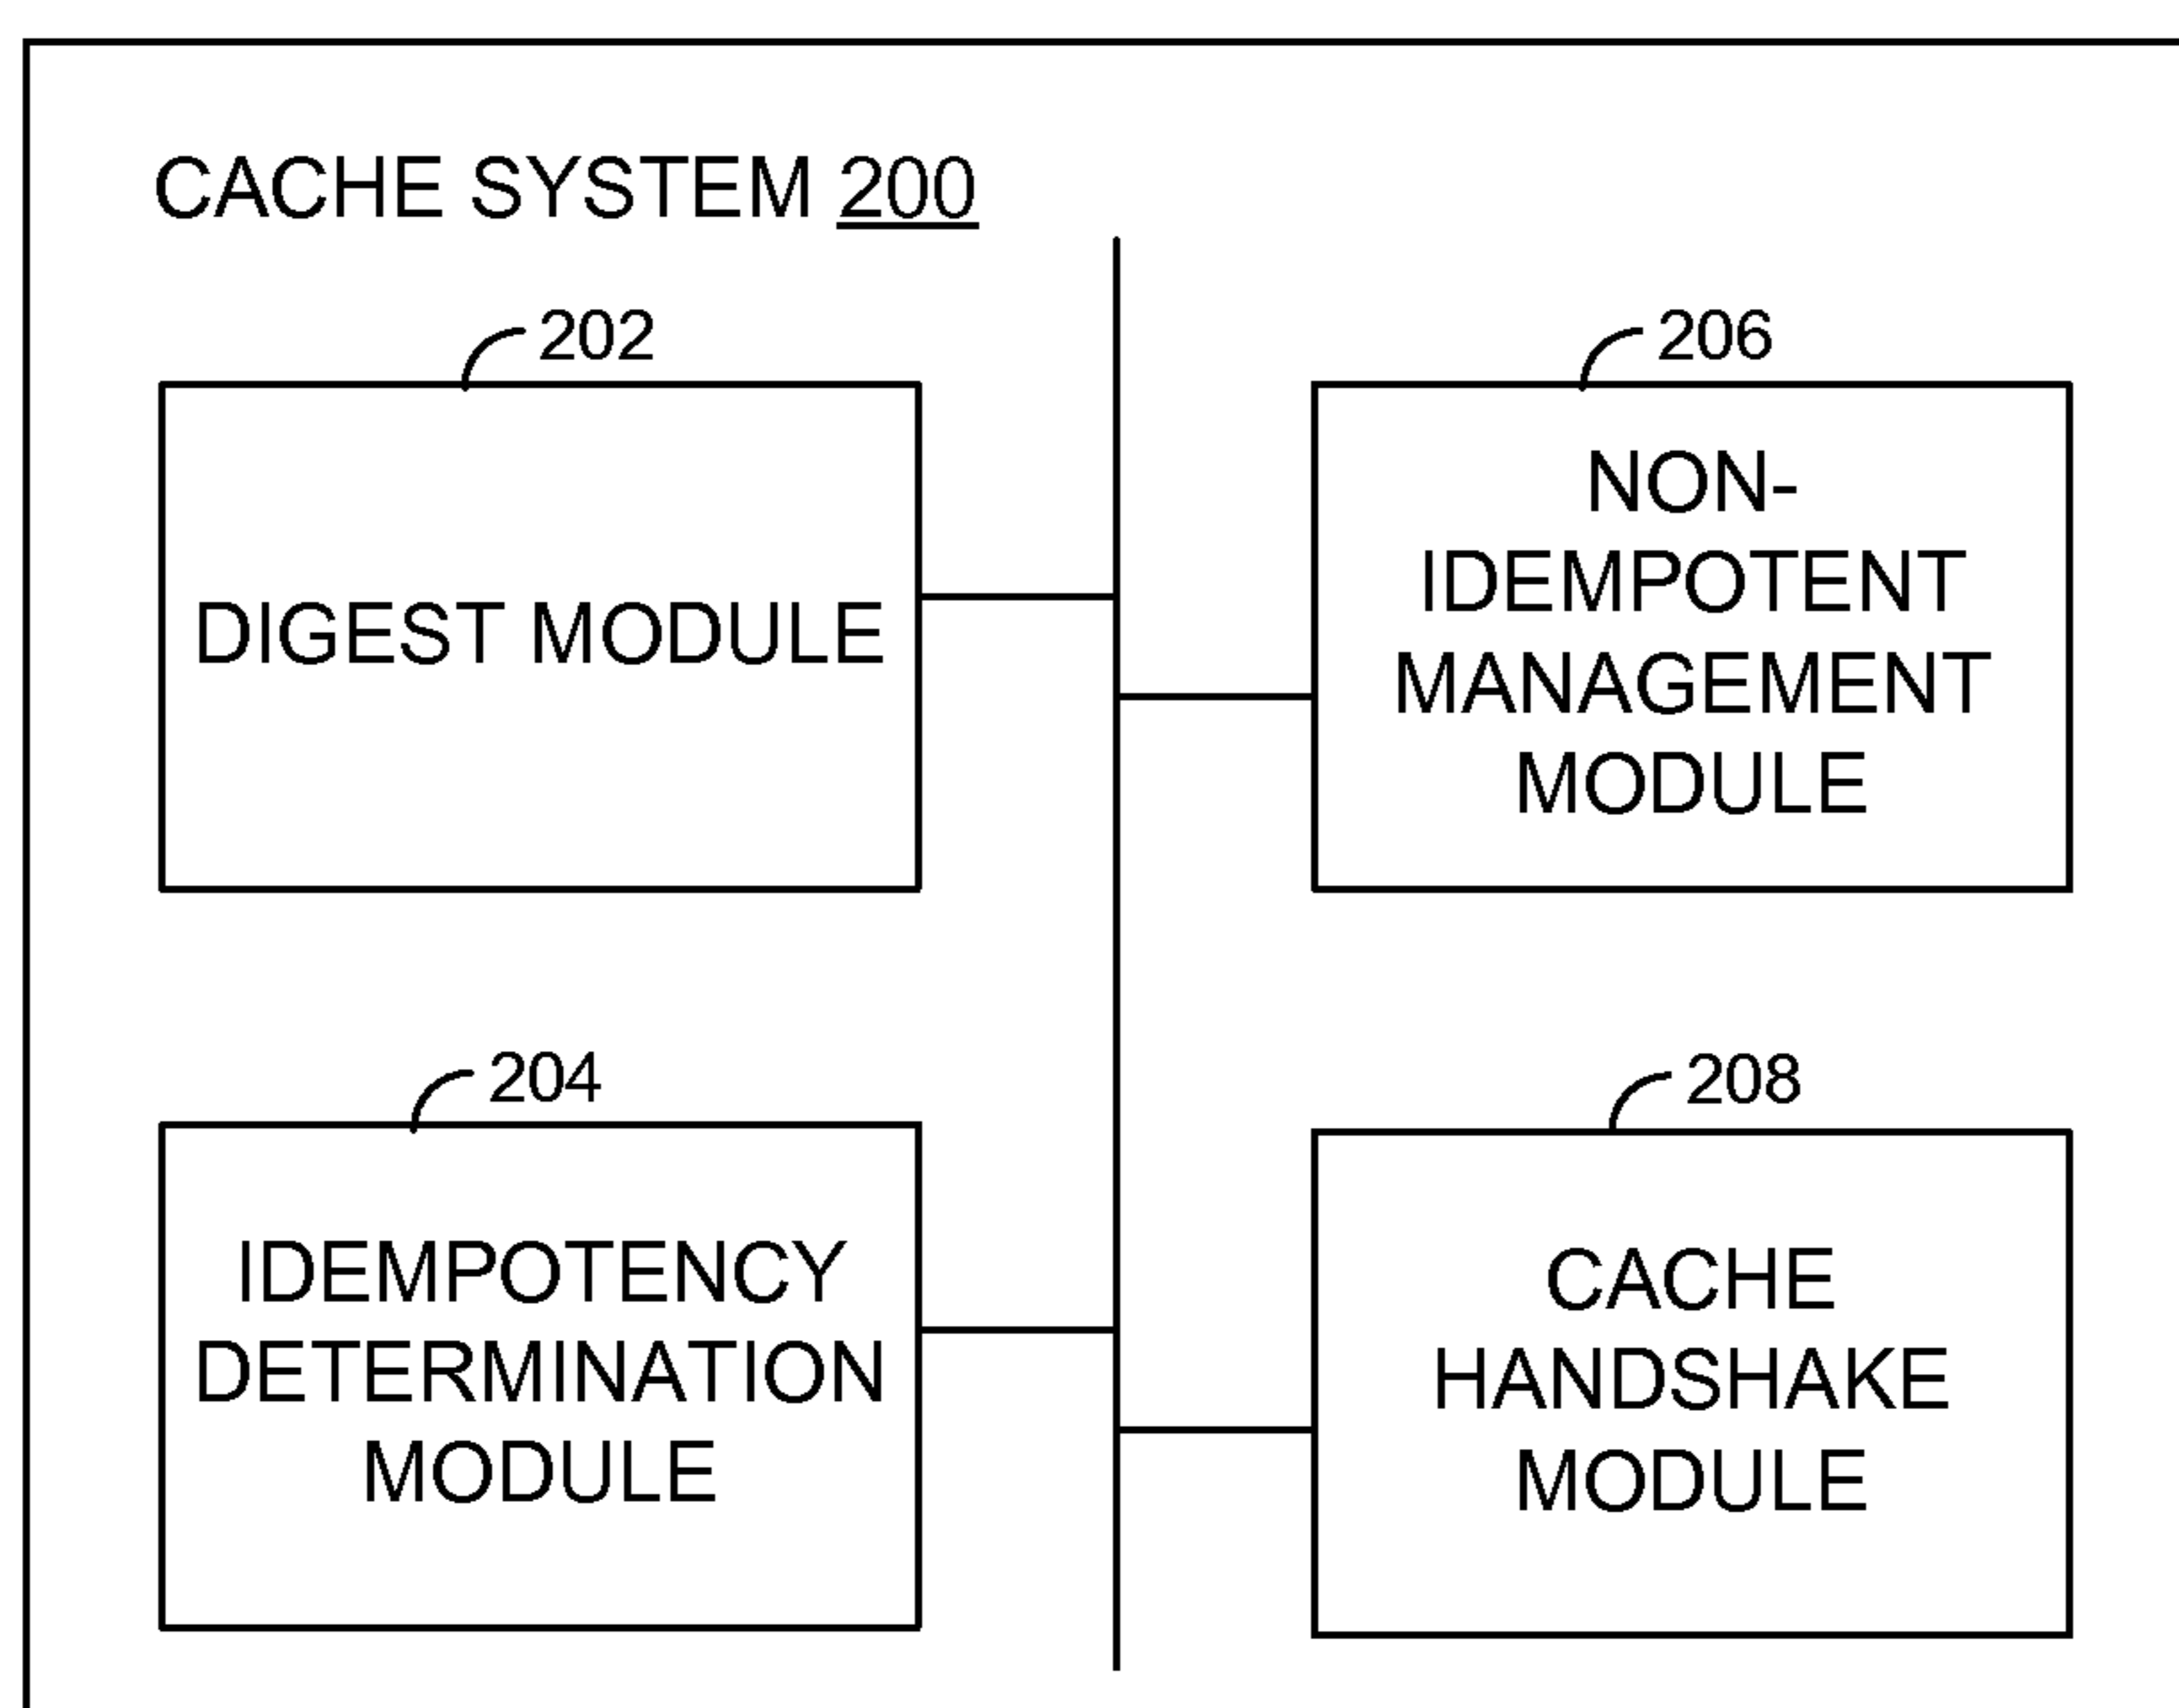 CACHE SYSTEM 200
202
DIGEST MODULE
206
NON-
IDEMPOTENT
MANAGEMENT
MODULE
204
IDEMPOTENCY
DETERMINATION
MODULE
208
CACHE
HANDSHAKE
MODULE